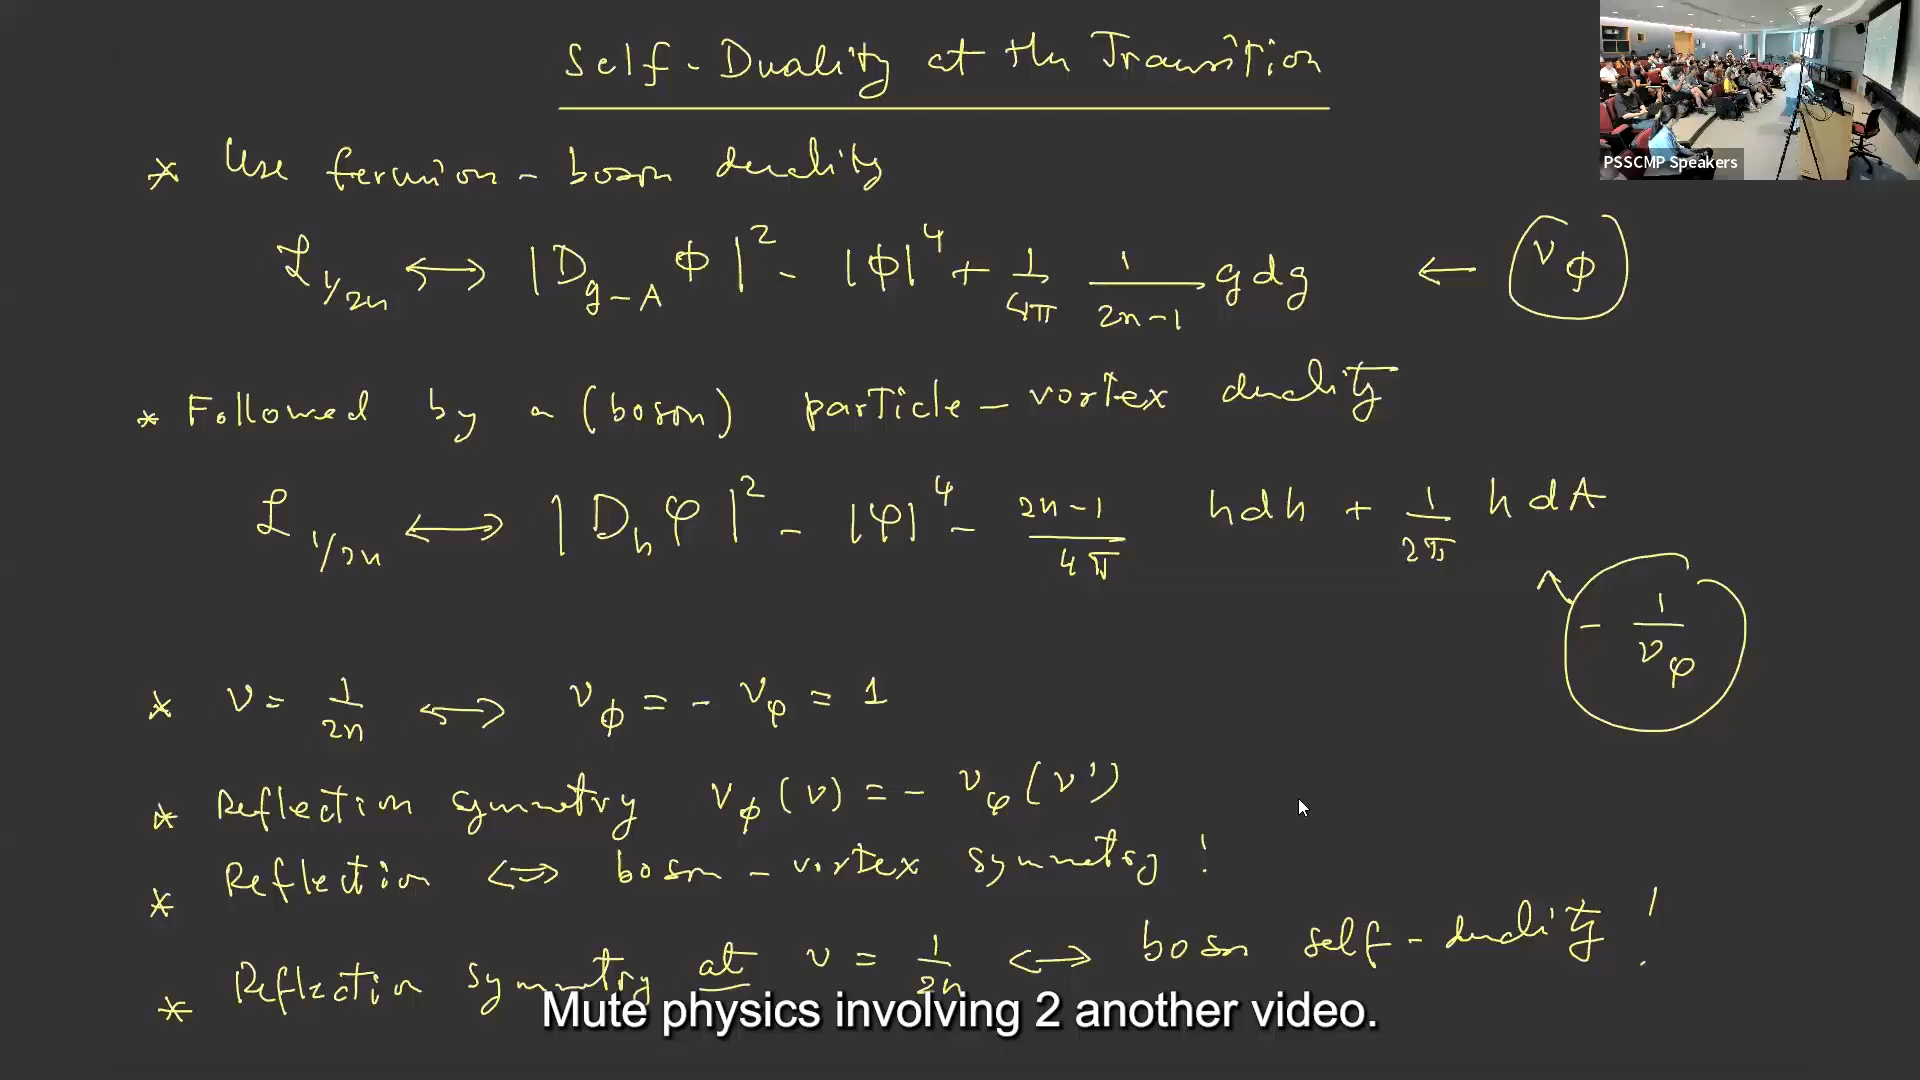 Self-Duality at the Transition
PSSCMP Speakers
* Use fermion-boson duality
ℒ_{1/2n} ⟷ |D_{g-A} ϕ|² - |ϕ|⁴ + 1/4π 1/(2n-1) g d g ← ν_ϕ
* Followed by a (boson) particle-vortex duality
ℒ_{1/2n} ⟷ |D_h φ|² - |φ|⁴ - (2n-1)/4π h d h + 1/2π h d A
- 1/ν_φ
* ν = 1/2n ⟷ ν_ϕ = - ν_φ = 1
* Reflection symmetry ν_ϕ(ν) = - ν_φ(ν')
* Reflection ⟺ boson-vortex symmetry!
* Reflection symmetry at ν = 1/2n ⟷ boson self-duality!
Mute physics involving 2 another video.